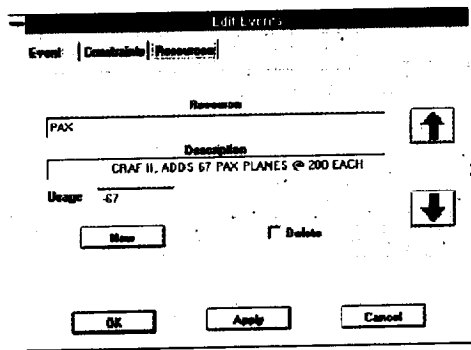 Edit Events
Event Constraints Resources
Resource
PAX
Description
CRAF II, ADDS 67 PAX PLANES @ 200 EACH
Usage -67
New Delete
OK Apply Cancel